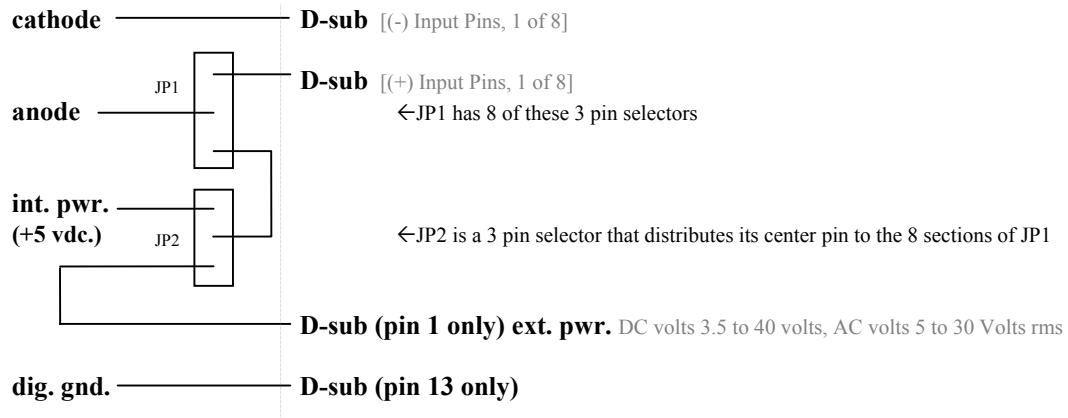 cathode D-sub [(-) Input Pins, 1 of 8]
JP1 D-sub [(+) Input Pins, 1 of 8]
anode ←JP1 has 8 of these 3 pin selectors
int. pwr.
(+5 vdc.) JP2 ←JP2 is a 3 pin selector that distributes its center pin to the 8 sections of JP1
D-sub (pin 1 only) ext. pwr. DC volts 3.5 to 40 volts, AC volts 5 to 30 Volts rms
dig. gnd. D-sub (pin 13 only)